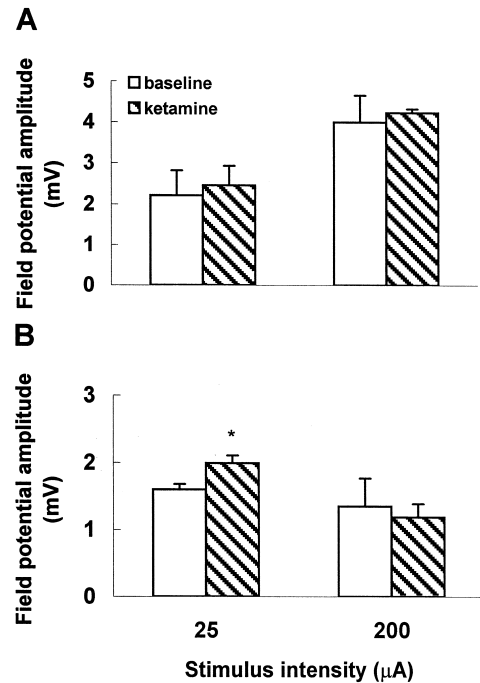 A
Field potential amplitude
(mV)
5
4
3
2
1
0
baseline
ketamine
B
Field potential amplitude
(mV)
3
2
1
0
*
25
200
Stimulus intensity (μA)